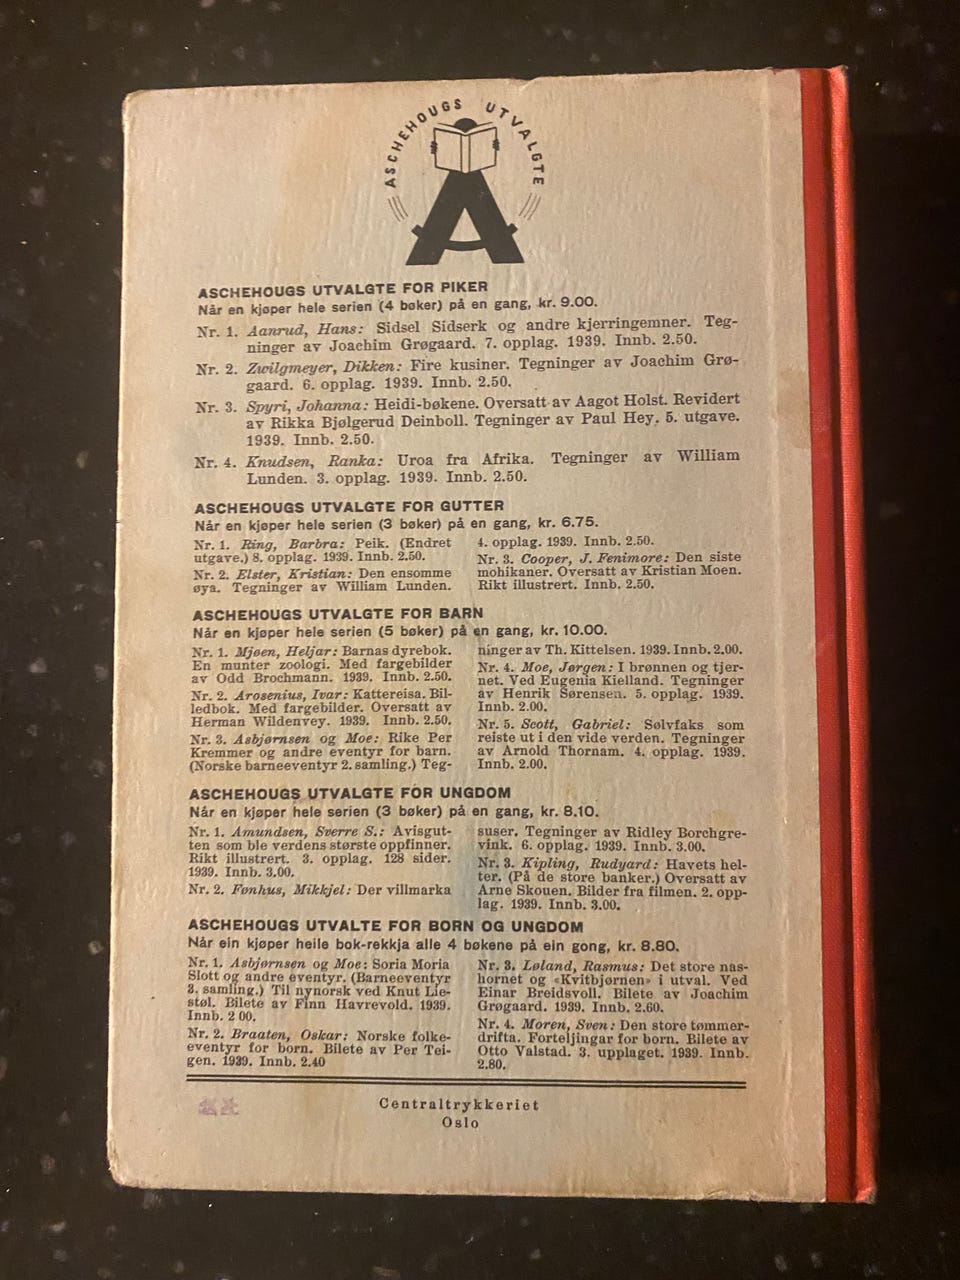 ASCHEHOUGS UTVALGTE
ASCHEHOUGS UTVALGTE FOR PIKER
Når en kjøper hele serien (4 bøker) på en gang, kr. 9.00.
Nr. 1. Aanrud, Hans: Sidsel Sidserk og andre kjerringemner. Teg-
ninger av Joachim Grøgaard. 7. opplag. 1939. Innb. 2.50.
Nr. 2. Zwilgmeyer, Dikken: Fire kusiner. Tegninger av Joachim Grø-
gaard. 6. opplag. 1939. Innb. 2.50.
Nr. 3. Spyri, Johanna: Heidi-bøkene. Oversatt av Aagot Holst. Revidert
av Rikka Bjølgerud Deinboll. Tegninger av Paul Hey. 5. utgave.
1939. Innb. 2.50.
Nr. 4. Knudsen, Ranka: Uroa fra Afrika. Tegninger av William
Lunden. 3. opplag. 1939. Innb. 2.50.
ASCHEHOUGS UTVALGTE FOR GUTTER
Når en kjøper hele serien (3 bøker) på en gang, kr. 6.75.
Nr. 1. Ring, Barbra: Peik. (Endret
utgave.) 8. opplag. 1939. Innb. 2.50.
Nr. 2. Elster, Kristian: Den ensomme
øya. Tegninger av William Lunden.
4. opplag. 1939. Innb. 2.50.
Nr. 3. Cooper, J. Fenimore: Den siste
mohikaner. Oversatt av Kristian Moen.
Rikt illustrert. Innb. 2.50.
ASCHEHOUGS UTVALGTE FOR BARN
Når en kjøper hele serien (5 bøker) på en gang, kr. 10.00.
Nr. 1. Mjøen, Heljar: Barnas dyrebok.
En munter zoologi. Med fargebilder
av Odd Brochmann. 1939. Innb. 2.50.
Nr. 2. Arosenius, Ivar: Kattereisa. Bil-
ledbok. Med fargebilder. Oversatt av
Herman Wildenvey. 1939. Innb. 2.50.
Nr. 3. Asbjørnsen og Moe: Rike Per
Kremmer og andre eventyr for barn.
(Norske barneeventyr 2. samling.) Teg-
ninger av Th. Kittelsen. 1939. Innb. 2.00.
Nr. 4. Moe, Jørgen: I brønnen og tjer-
net. Ved Eugenia Kielland. Tegninger
av Henrik Sørensen. 5. opplag. 1939.
Innb. 2.00.
Nr. 5. Scott, Gabriel: Sølvfaks som
reiste ut i den vide verden. Tegninger
av Arnold Thornam. 4. opplag. 1939.
Innb. 2.00.
ASCHEHOUGS UTVALGTE FOR UNGDOM
Når en kjøper hele serien (3 bøker) på en gang, kr. 8.10.
Nr. 1. Amundsen, Sverre S.: Avisgut-
ten som ble verdens største oppfinner.
Rikt illustrert. 3. opplag. 128 sider.
1939. Innb. 3.00.
Nr. 2. Fønhus, Mikkjel: Der villmarka
suser. Tegninger av Ridley Borchgre-
vink. 6. opplag. 1939. Innb. 3.00.
Nr. 3. Kipling, Rudyard: Havets hel-
ter. (På de store banker.) Oversatt av
Arne Skouen. Bilder fra filmen. 2. opp-
lag. 1939. Innb. 3.00.
ASCHEHOUGS UTVALTE FOR BORN OG UNGDOM
Når ein kjøper heile bok-rekkja alle 4 bøkene på ein gong, kr. 8.80.
Nr. 1. Asbjørnsen og Moe: Soria Moria
Slott og andre eventyr. (Barneeventyr
3. samling.) Til nynorsk ved Knut Lie-
støl. Bilete av Finn Havrevold. 1939.
Innb. 2 00.
Nr. 2. Braaten, Oskar: Norske folke-
eventyr for born. Bilete av Per Tei-
gen. 1939. Innb. 2.40
Nr. 3. Løland, Rasmus: Det store nas-
hornet og «Kvitbjørnen» i utval. Ved
Einar Breidsvoll. Bilete av Joachim
Grøgaard. 1939. Innb. 2.60.
Nr. 4. Moren, Sven: Den store tømmer-
drifta. Forteljingar for born. Bilete av
Otto Valstad. 3. upplaget. 1939. Innb.
2.80.
Centraltrykkeriet
Oslo